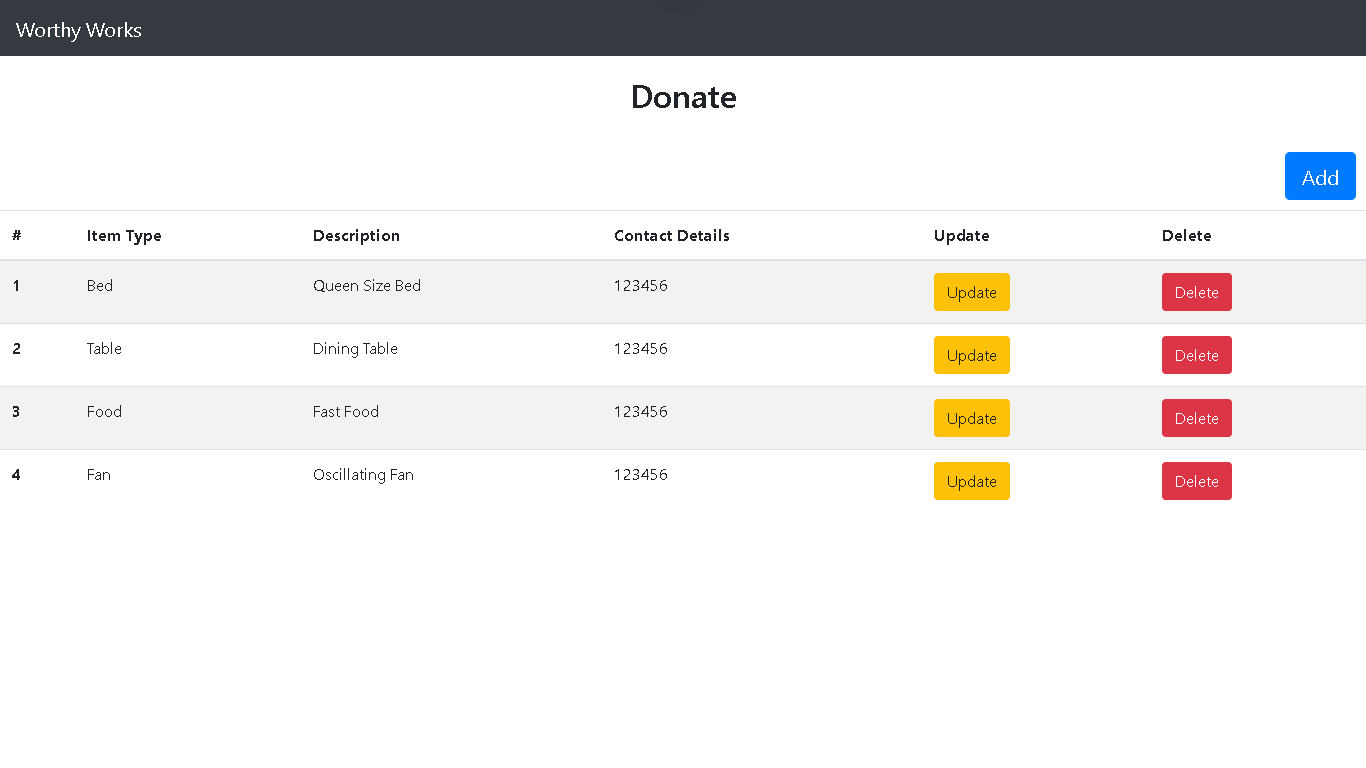 Worthy Works
Donate
Add
# Item Type Description Contact Details Update Delete
1 Bed Queen Size Bed 123456 Update Delete
2 Table Dining Table 123456 Update Delete
3 Food Fast Food 123456 Update Delete
4 Fan Oscillating Fan 123456 Update Delete